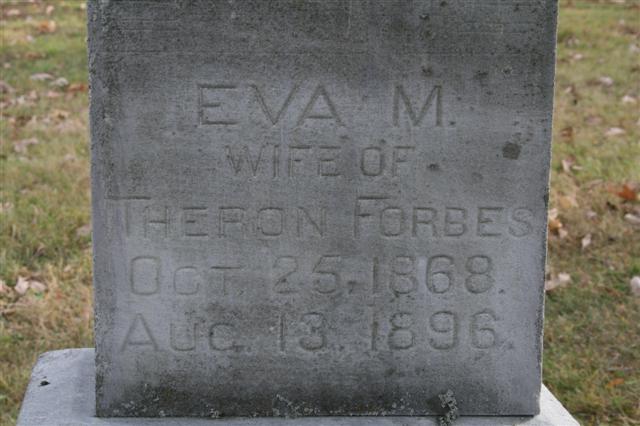 EVA M.
WIFE OF
THERON FORBES
OCT. 25, 1868.
AUG. 13. 1896.